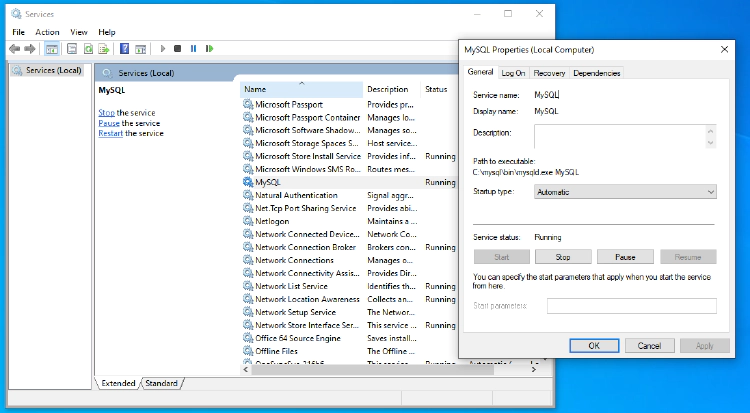 Services
File Action View Help
Services (Local)
Services (Local)
MySQL
Stop the service
Pause the service
Restart the service
Name Description Status
Microsoft Passport Provides pr...
Microsoft Passport Container Manages lo...
Microsoft Software Shadow... Manages so...
Microsoft Storage Spaces S... Host service...
Microsoft Store Install Service Provides inf... Running
Microsoft Windows SMS Ro... Routes mes...
MySQL Running
Natural Authentication Signal aggr...
Net.Tcp Port Sharing Service Provides abi...
Netlogon Maintains a ...
Network Connected Device... Network Co...
Network Connection Broker Brokers con... Running
Network Connections Manages o...
Network Connectivity Assis... Provides Dir...
Network List Service Identifies th... Running
Network Location Awareness Collects an... Running
Network Setup Service The Networ...
Network Store Interface Ser... This service ... Running
Office 64 Source Engine Saves install...
Offline Files The Offline ...
This service Running
Extended Standard
MySQL Properties (Local Computer)
General Log On Recovery Dependencies
Service name: MySQL
Display name: MySQL
Description:
Path to executable:
C:\mysql\bin\mysqld.exe MySQL
Startup type: Automatic
Service status: Running
Start Stop Pause Resume
You can specify the start parameters that apply when you start the service
from here.
Start parameters:
OK Cancel Apply